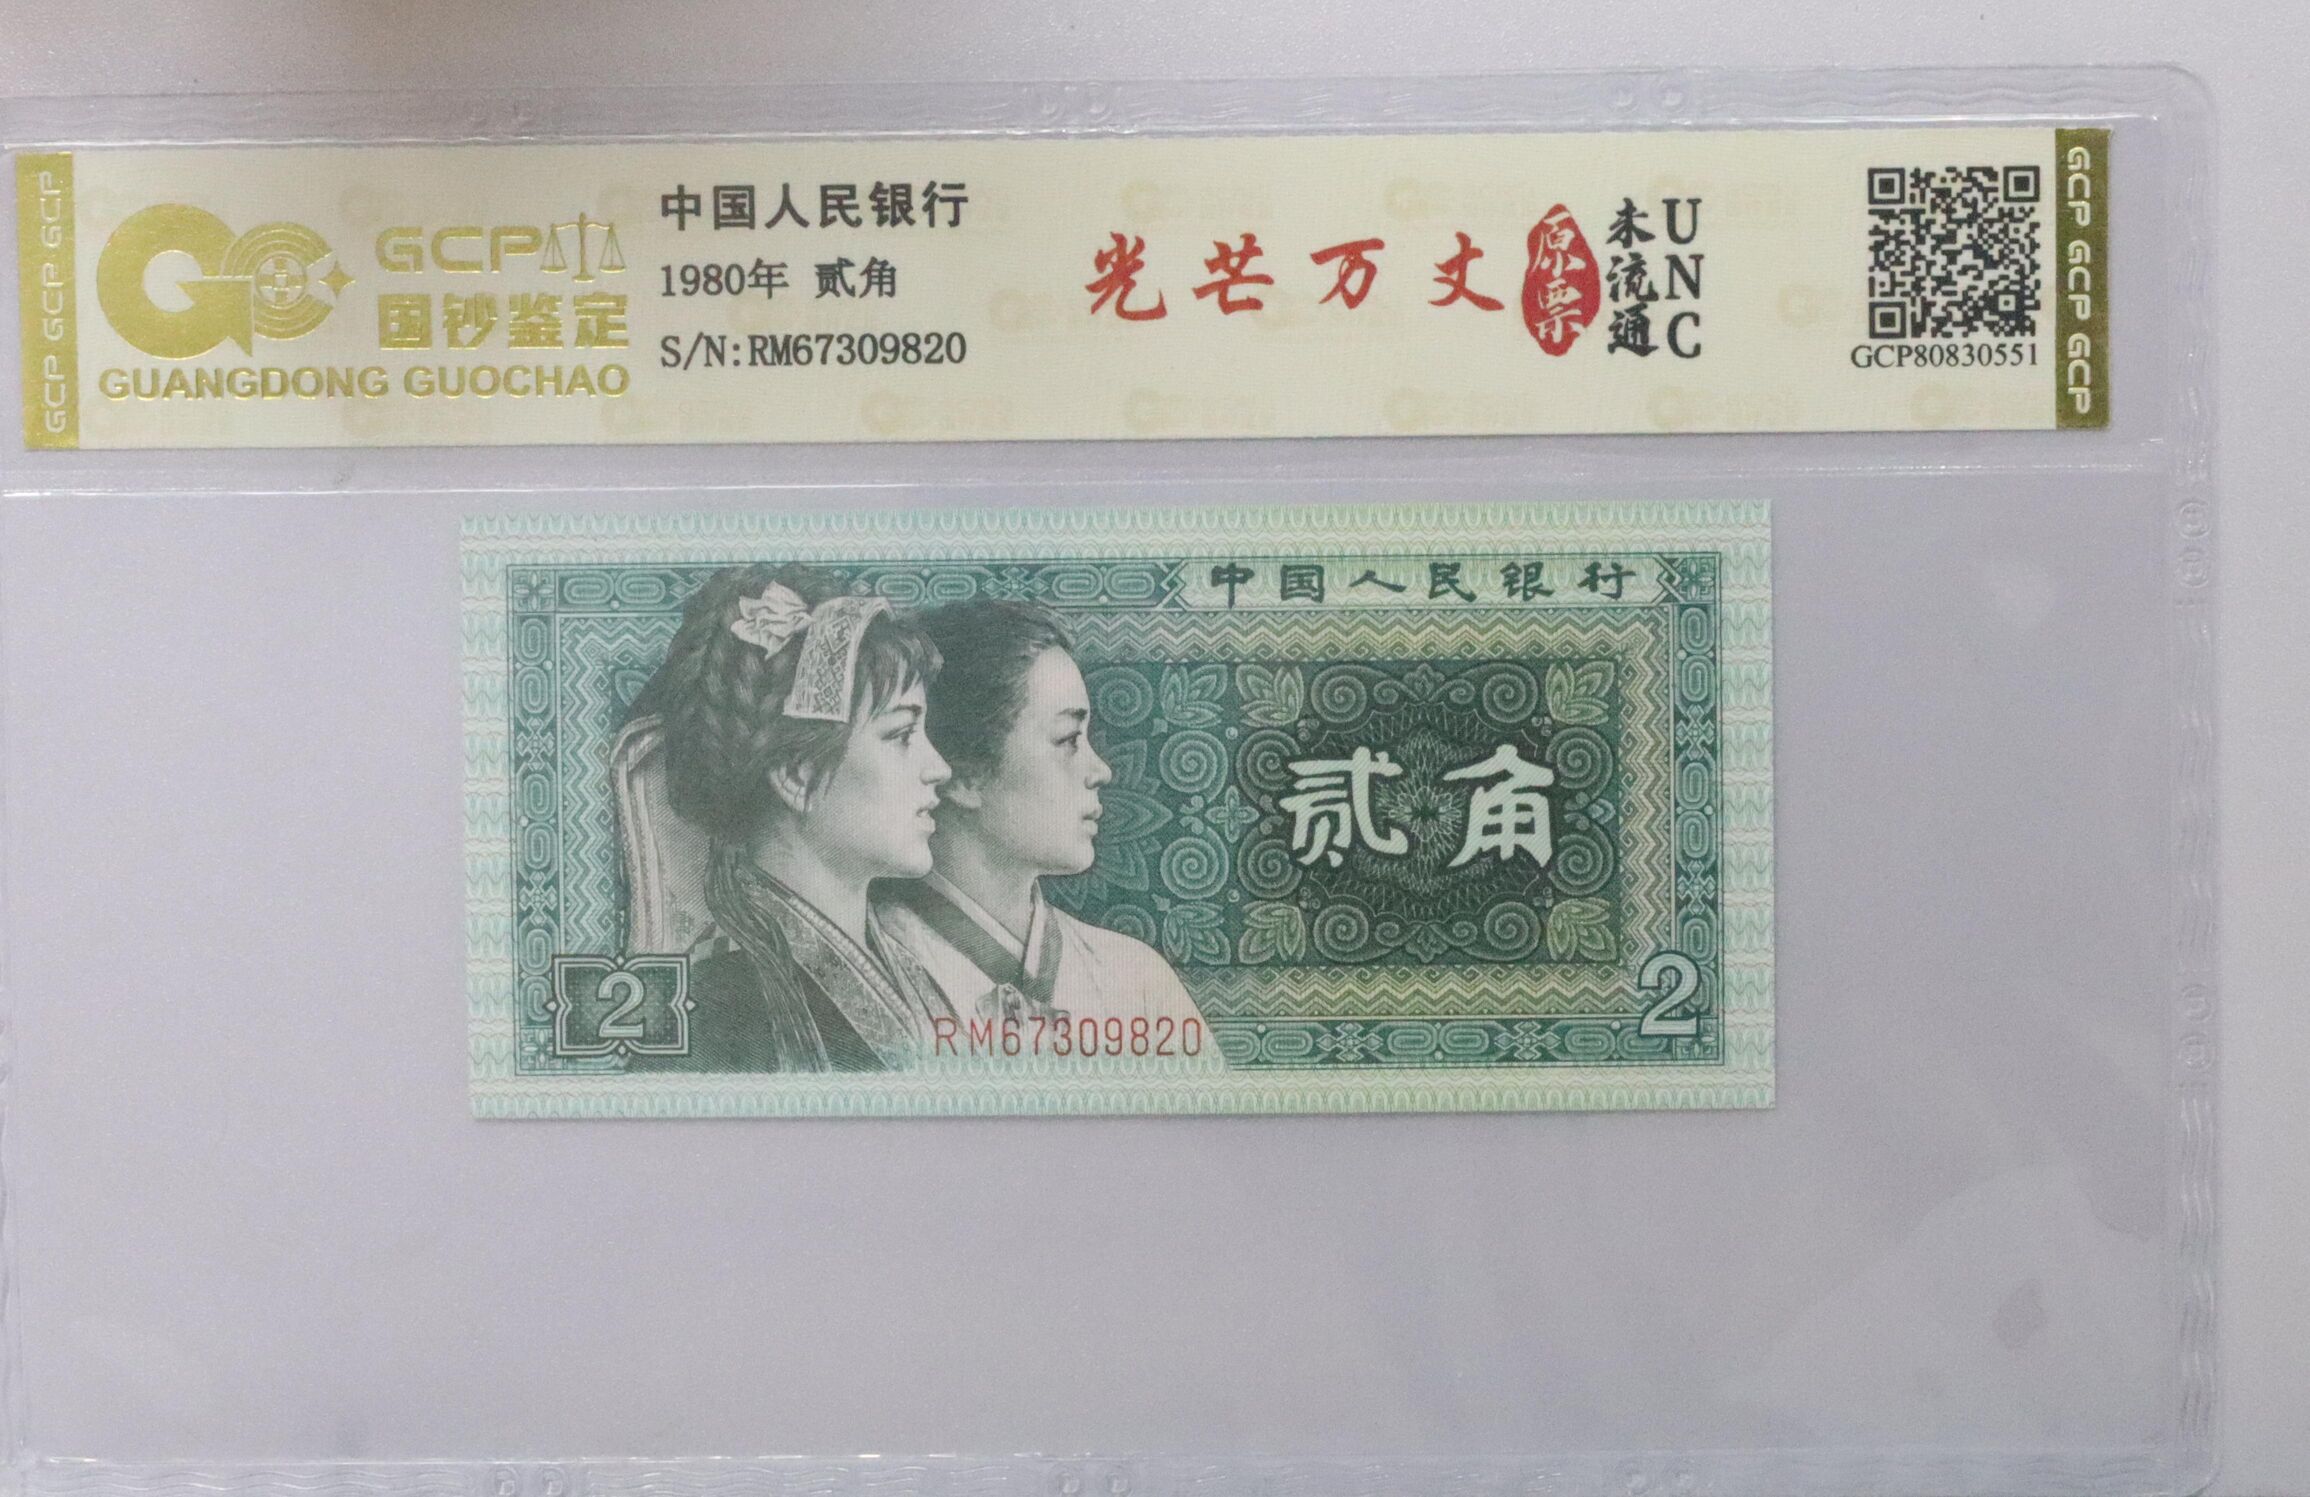 GCP GCP GCP
GCP
国钞鉴定
GUANGDONG GUOCHAO
中国人民银行
1980年 贰角
S/N:RM67309820
光芒万丈
原票
未流通
UNC
GCP80830551
GCP GCP GCP
中国人民银行
贰角
2
2
RM67309820